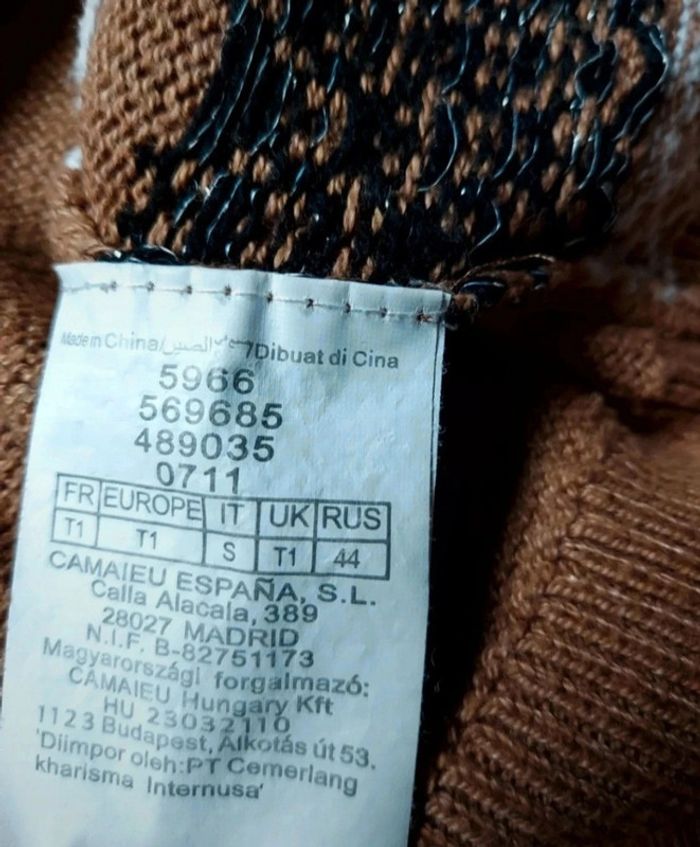 Made in China/الصين/Dibuat di Cina
5966
569685
489035
0711
FR EUROPE IT UK RUS
T1 T1 S T1 44
CAMAIEU ESPAÑA, S.L.
Calla Alacala, 389
28027 MADRID
N.I.F. B-82751173
Magyarországi forgalmazó:
CAMAIEU Hungary Kft
HU 23032110
1123 Budapest, Alkotás út 53.
'Diimpor oleh:PT Cemerlang
kharisma Internusa'